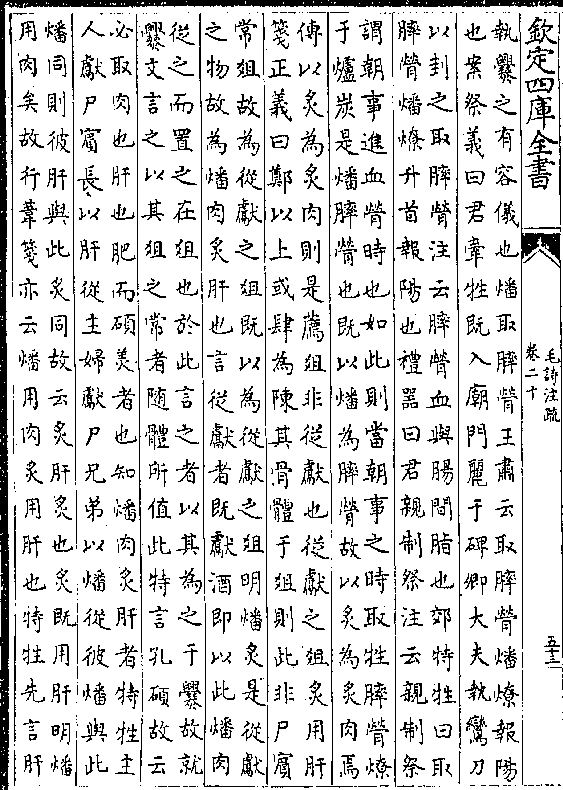 欽定四庫全書
毛詩注疏
卷二十
五十三
執爨之有容儀也燔取膟膋王肅云取膟膋燔燎報陽
也案祭義曰君牽牲既入廟門麗于碑卿大夫執鸞刀
以刲之取膟膋注云膟膋血與腸間脂也郊特牲曰取
膟膋燔燎升首報陽也禮器曰君親制祭注云親制祭
謂朝事進血膋時也如此則當朝事之時取牲膟膋燎
于爐炭是燔膟膋也既以燔為膟膋故以炙為炙肉焉
傳以炙為炙肉則是薦俎非從獻也從獻之俎炙用肝
箋正義曰鄭以上或肆為陳其骨體于俎則此非尸賓
常俎故為從獻之俎既以為從獻之俎明燔炙是從獻
之物故為燔肉炙肝也言從獻者既獻酒即以此燔肉
從之而置之在俎也於此言之者以其為之于爨故就
爨文言之以其俎之常者隨體所值此特言孔碩故云
必取肉也肝也肥而碩美者也知燔肉炙肝者特牲主
人獻尸賓長以肝從主婦獻尸兄弟以燔從彼燔與此
燔同則彼肝與此炙同故云炙肝炙也炙既用肝明燔
用肉矣故行葦箋亦云燔用肉炙用肝也特牲先言肝